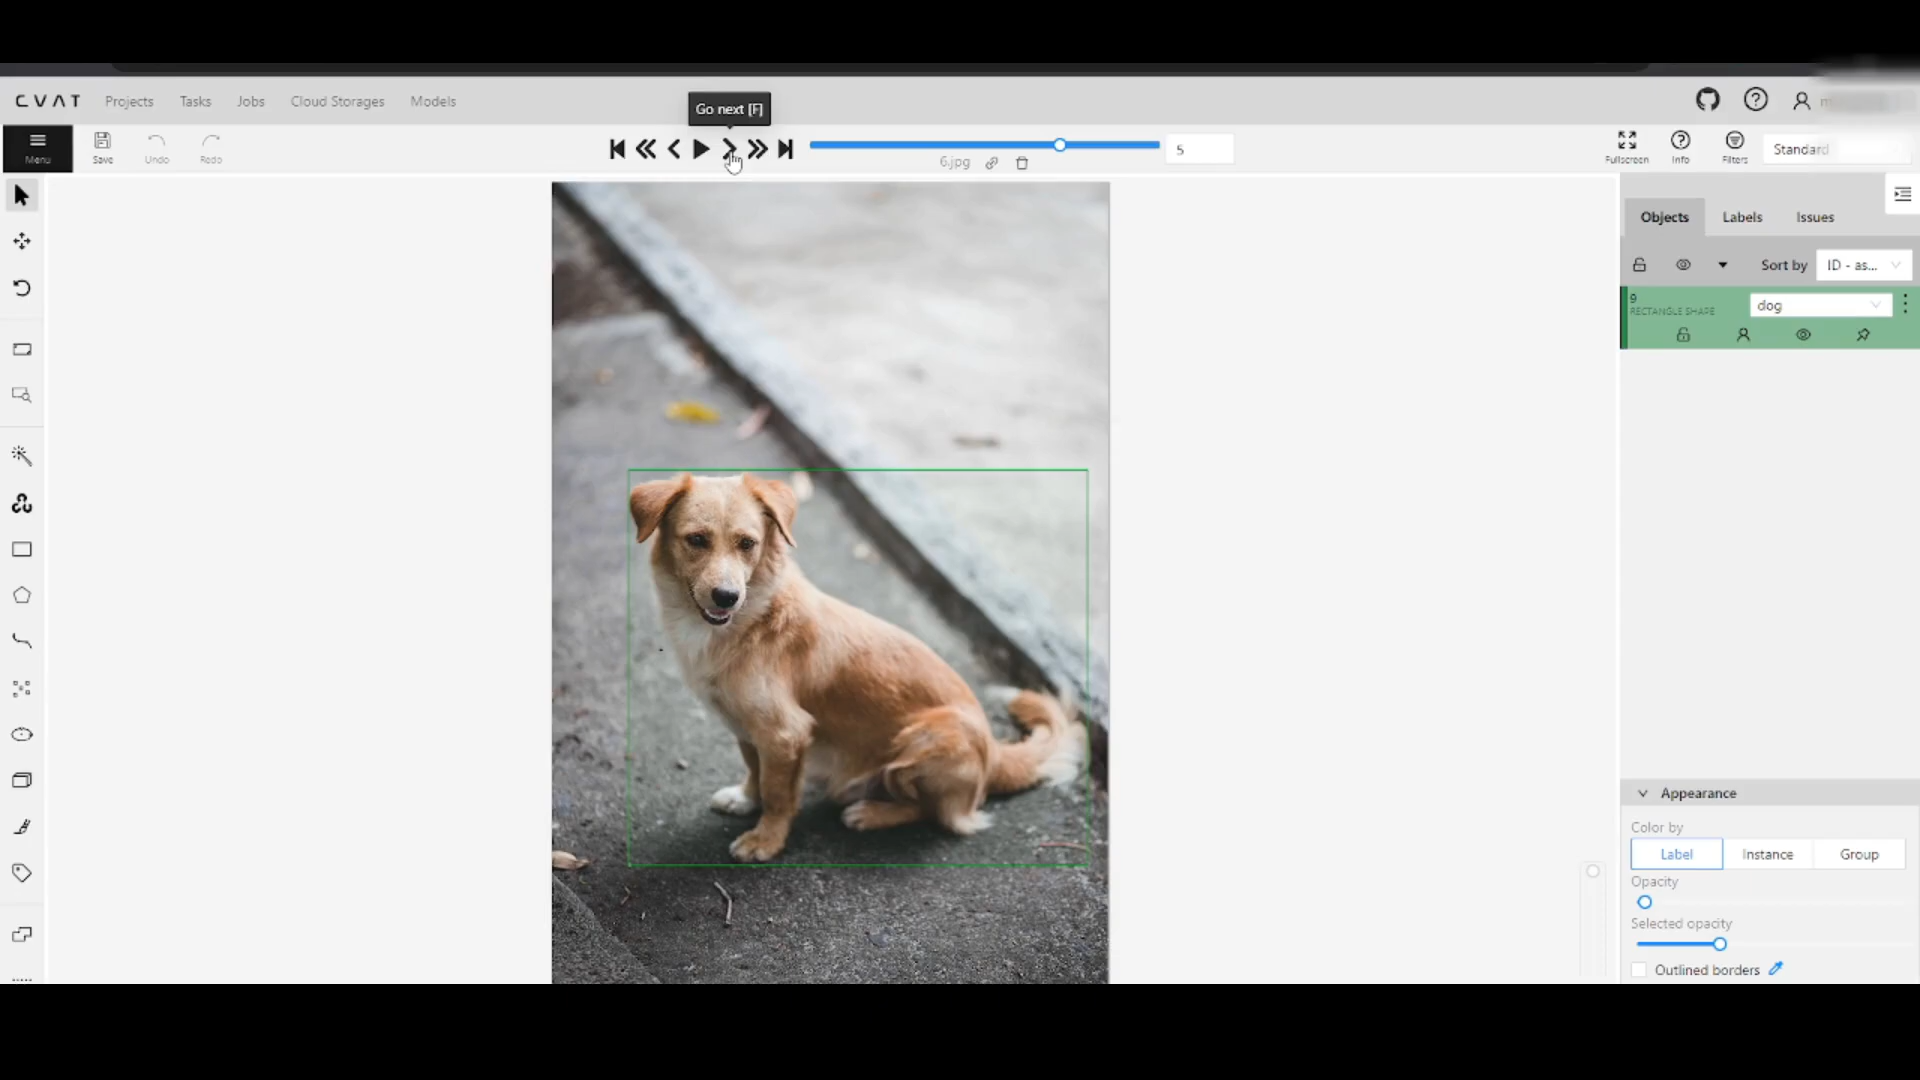 CVAT Projects Tasks Jobs Cloud Storages Models
Go next [F]
Menu Save Undo Redo
5
6.jpg
Fullscreen Info Filters Standard
Objects Labels Issues
Sort by ID - as...
9
RECTANGLE SHAPE
dog
Appearance
Color by
Label Instance Group
Opacity
Selected opacity
Outlined borders